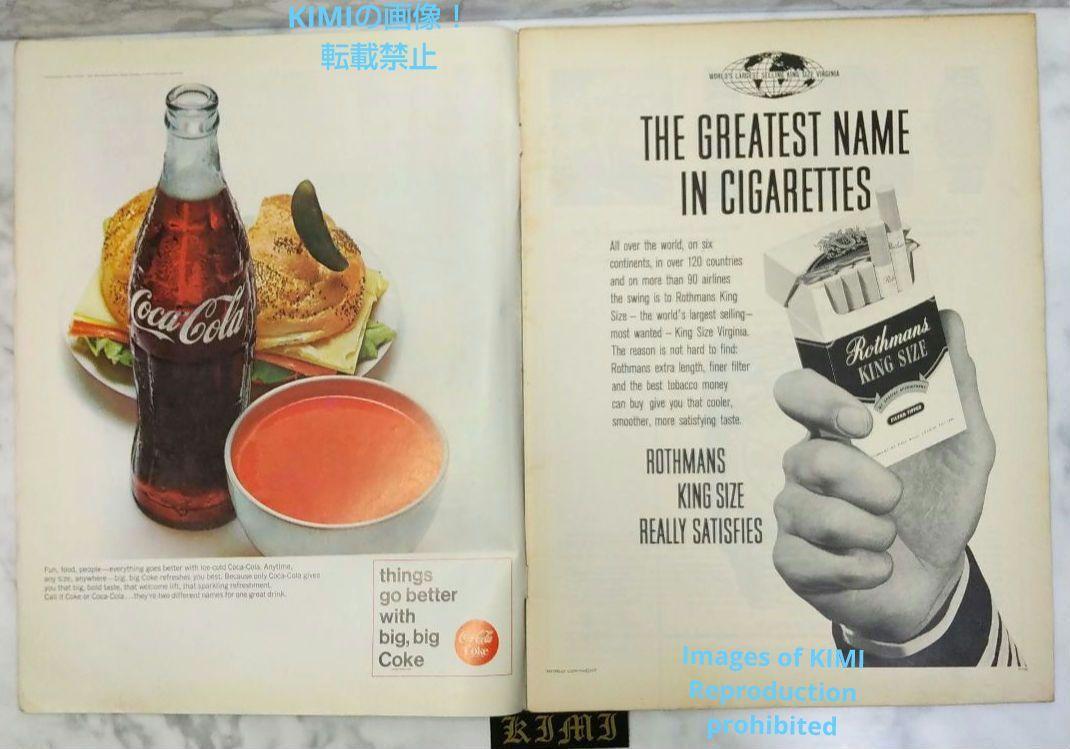 KIMIの画像！
転載禁止
Coca-Cola
Fun, food, people—everything goes better with ice-cold Coca-Cola. Anytime,
any size, anywhere—big, big Coke refreshes you best. Because only Coca-Cola gives
you that big, bold taste, that welcome lift, that sparkling refreshment.
Call it Coke or Coca-Cola...they're two different names for one great drink.
things
go better
with
big, big
Coke
Coca-Cola
Coke
WORLD'S LARGEST SELLING KING SIZE VIRGINIA
THE GREATEST NAME
IN CIGARETTES
All over the world, on six
continents, in over 120 countries
and on more than 90 airlines
the swing is to Rothmans King
Size – the world's largest selling–
most wanted – King Size Virginia.
The reason is not hard to find:
Rothmans extra length, finer filter
and the best tobacco money
can buy give you that cooler,
smoother, more satisfying taste.
Rothmans
KING SIZE
FILTER TIPPED
ROTHMANS
KING SIZE
REALLY SATISFIES
Images of KIMI
Reproduction
prohibited
KIMI